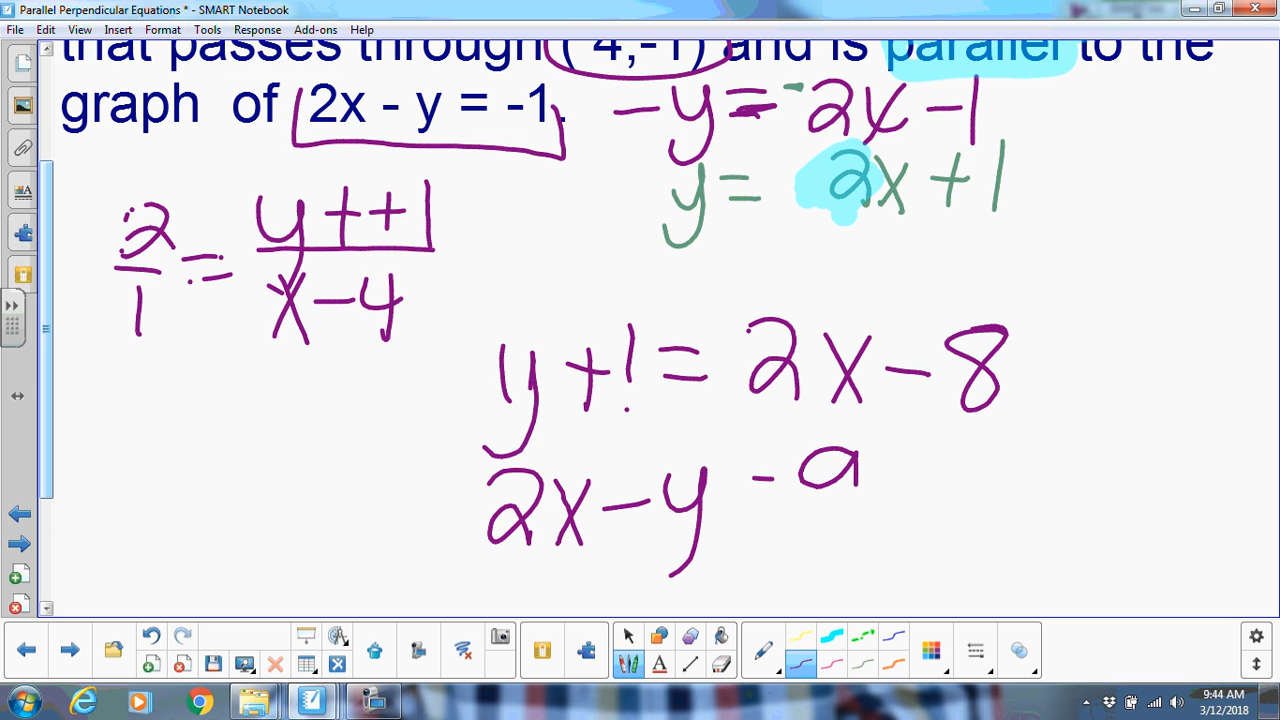 Parallel Perpendicular Equations * - SMART Notebook
File Edit View Insert Format Tools Response Add-ons Help
that passes through ( 4,-1) and is parallel to the
graph of 2x - y = -1.
-y = -2x - 1
y = 2x + 1
2/1 = y + +1 / x - 4
y + 1 = 2x - 8
2x - y - 9
9:44 AM
3/12/2018